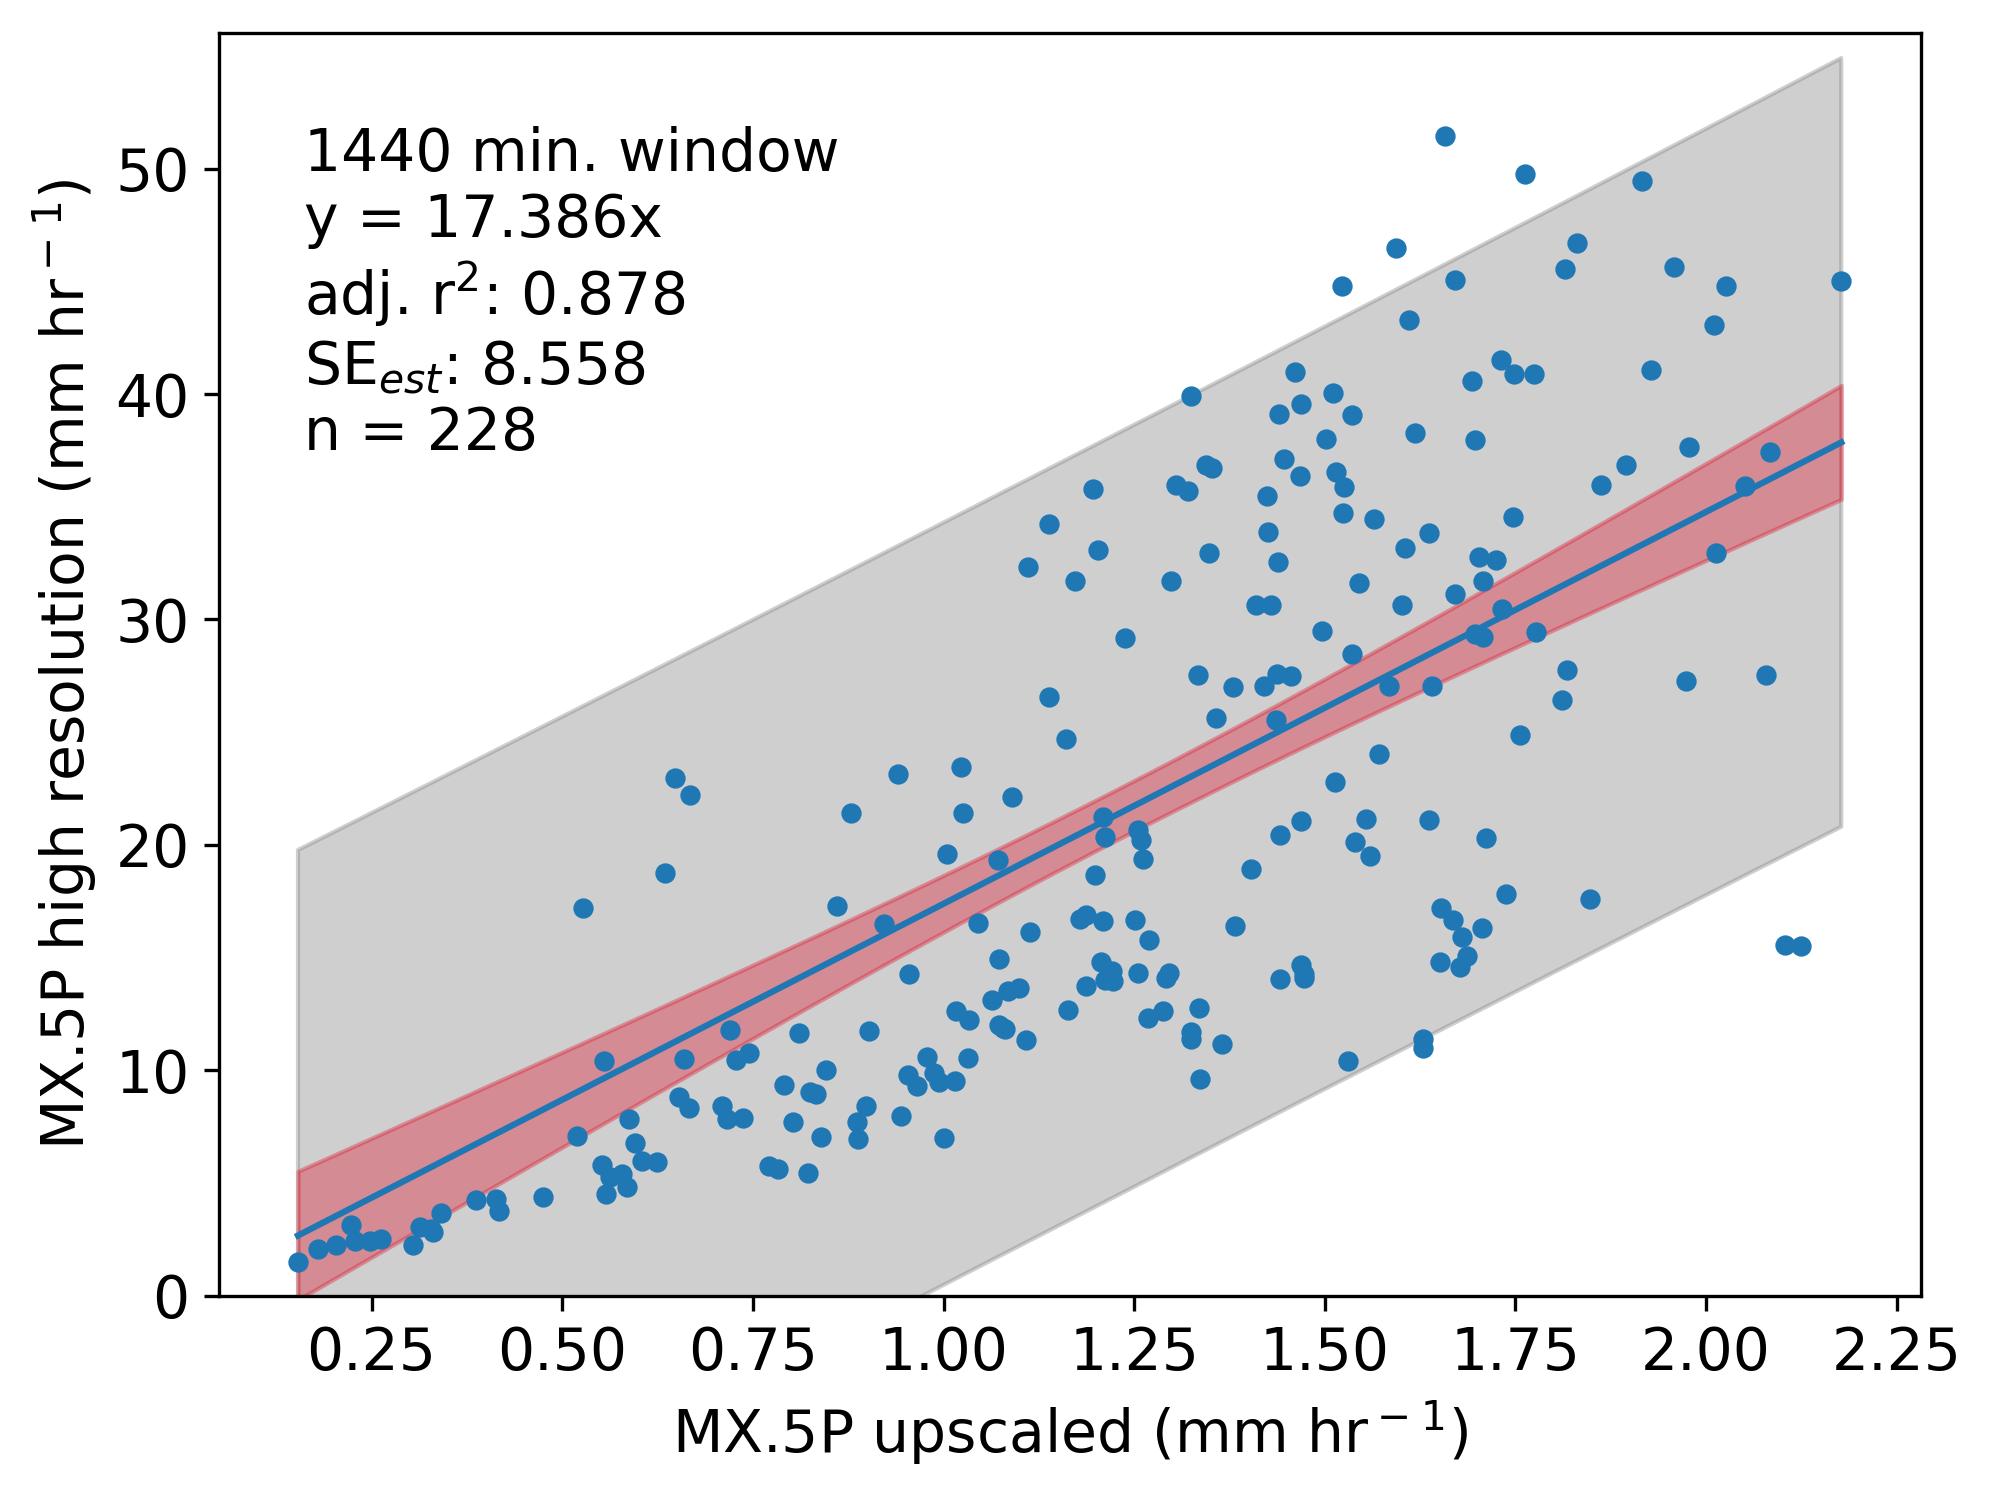 1440 min. window
y = 17.386x
adj. r²: 0.878
SEₑₛₜ: 8.558
n = 228
MX.5P high resolution (mm hr⁻¹)
50
40
30
20
10
0
0.25 0.50 0.75 1.00 1.25 1.50 1.75 2.00 2.25
MX.5P upscaled (mm hr⁻¹)